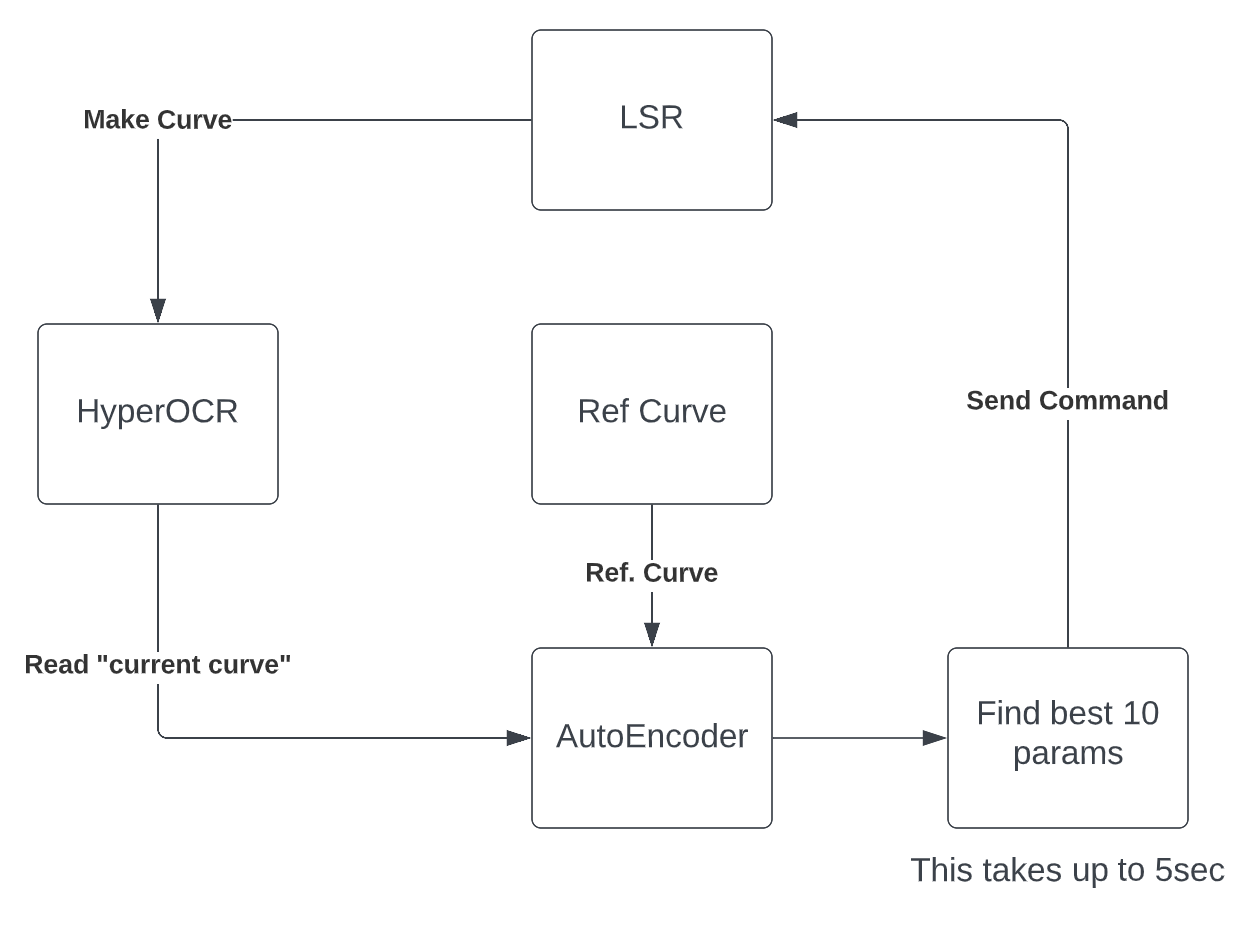 LSR
Make Curve
HyperOCR
Ref Curve
Send Command
Ref. Curve
Read "current curve"
AutoEncoder
Find best 10
params
This takes up to 5sec